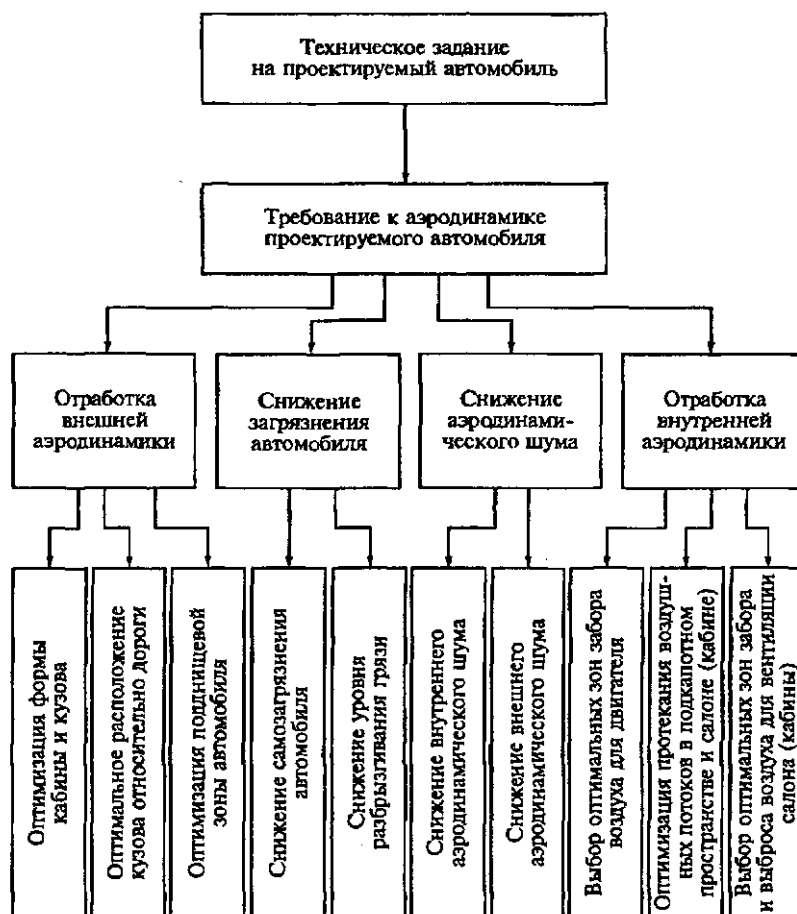 Техническое задание
на проектируемый автомобиль
Требование к аэродинамике
проектируемого автомобиля
Отработка
внешней
аэродинамики
Снижение
загрязнения
автомобиля
Снижение
аэродинами-
ческого шума
Отработка
внутренней
аэродинамики
Оптимизация формы
кабины и кузова
Оптимальное расположение
кузова относительно дороги
Оптимизация поддницевой
зоны автомобиля
Снижение самозагрязнения
автомобиля
Снижение уровня
разбрызгивания грязи
Снижение внутреннего
аэродинамического шума
Снижение внешнего
аэродинамического шума
Выбор оптимальных зон забора
воздуха для двигателя
Оптимизация протекания воздуш-
ных потоков в подкапотном
пространстве и салоне (кабине)
Выбор оптимальных зон забора
и выброса воздуха для вентиляции
салона (кабины)